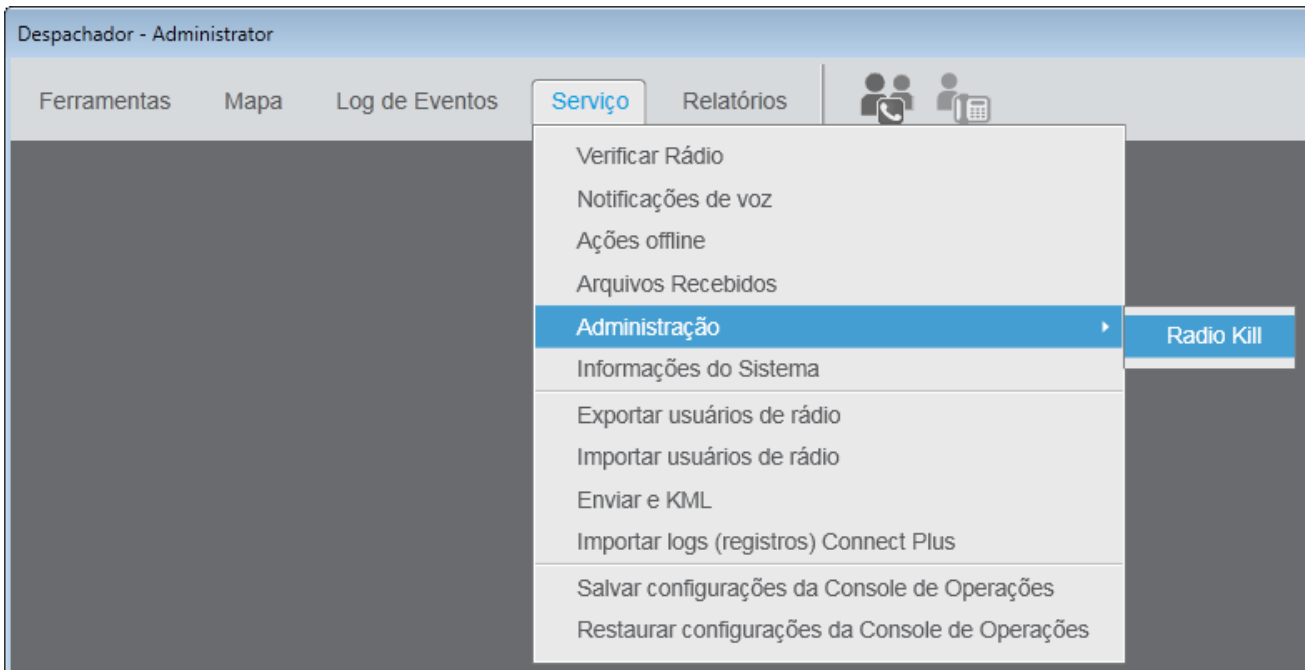 Despachador - Administrator
Ferramentas Mapa Log de Eventos Serviço Relatórios
Verificar Rádio
Notificações de voz
Ações offline
Arquivos Recebidos
Administração Radio Kill
Informações do Sistema
Exportar usuários de rádio
Importar usuários de rádio
Enviar e KML
Importar logs (registros) Connect Plus
Salvar configurações da Console de Operações
Restaurar configurações da Console de Operações